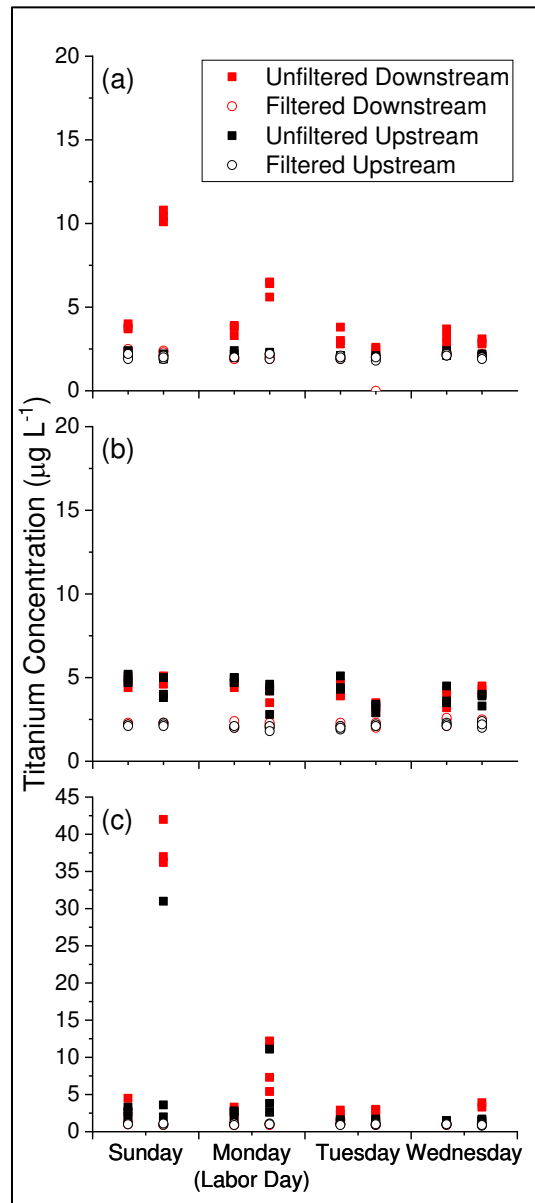 Titanium Concentration (µg L-1)
(a)
20
15
10
5
0
Unfiltered Downstream
Filtered Downstream
Unfiltered Upstream
Filtered Upstream
(b)
20
15
10
5
0
(c)
45
40
35
30
25
20
15
10
5
0
Sunday Monday Tuesday Wednesday
(Labor Day)